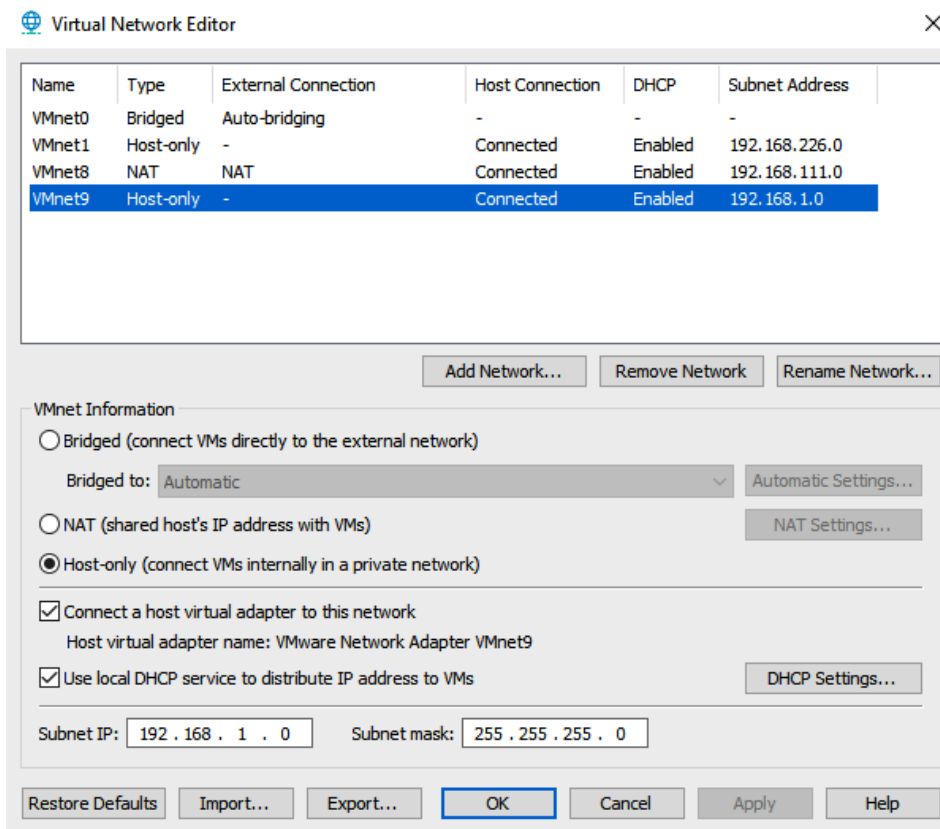 Virtual Network Editor
Name Type External Connection Host Connection DHCP Subnet Address
VMnet0 Bridged Auto-bridging - - -
VMnet1 Host-only - Connected Enabled 192.168.226.0
VMnet8 NAT NAT Connected Enabled 192.168.111.0
VMnet9 Host-only - Connected Enabled 192.168.1.0
Add Network... Remove Network Rename Network...
VMnet Information
Bridged (connect VMs directly to the external network)
Bridged to: Automatic Automatic Settings...
NAT (shared host's IP address with VMs) NAT Settings...
Host-only (connect VMs internally in a private network)
Connect a host virtual adapter to this network
Host virtual adapter name: VMware Network Adapter VMnet9
Use local DHCP service to distribute IP address to VMs DHCP Settings...
Subnet IP: 192 . 168 . 1 . 0 Subnet mask: 255 . 255 . 255 . 0
Restore Defaults Import... Export... OK Cancel Apply Help